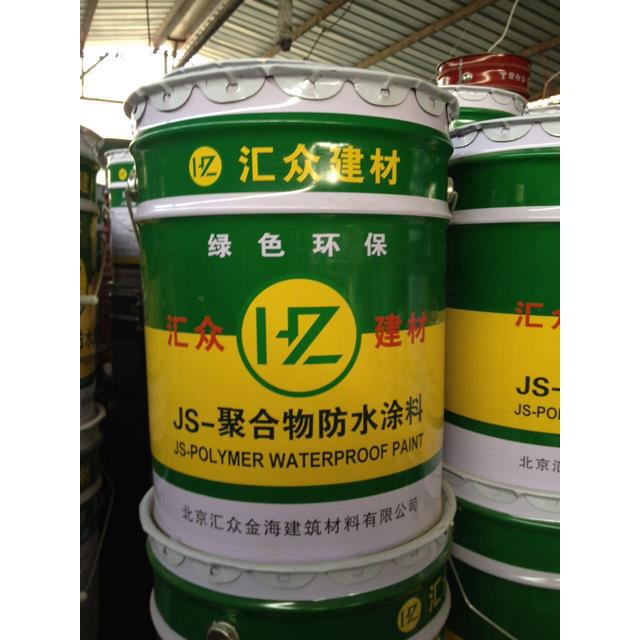 HZ 汇众建材
绿色环保
汇众 HZ 建材
JS-聚合物防水涂料
JS-POLYMER WATERPROOF PAINT
北京汇众金海建筑材料有限公司
HZ 汇
汇
JS-
JS-PO
北京汇